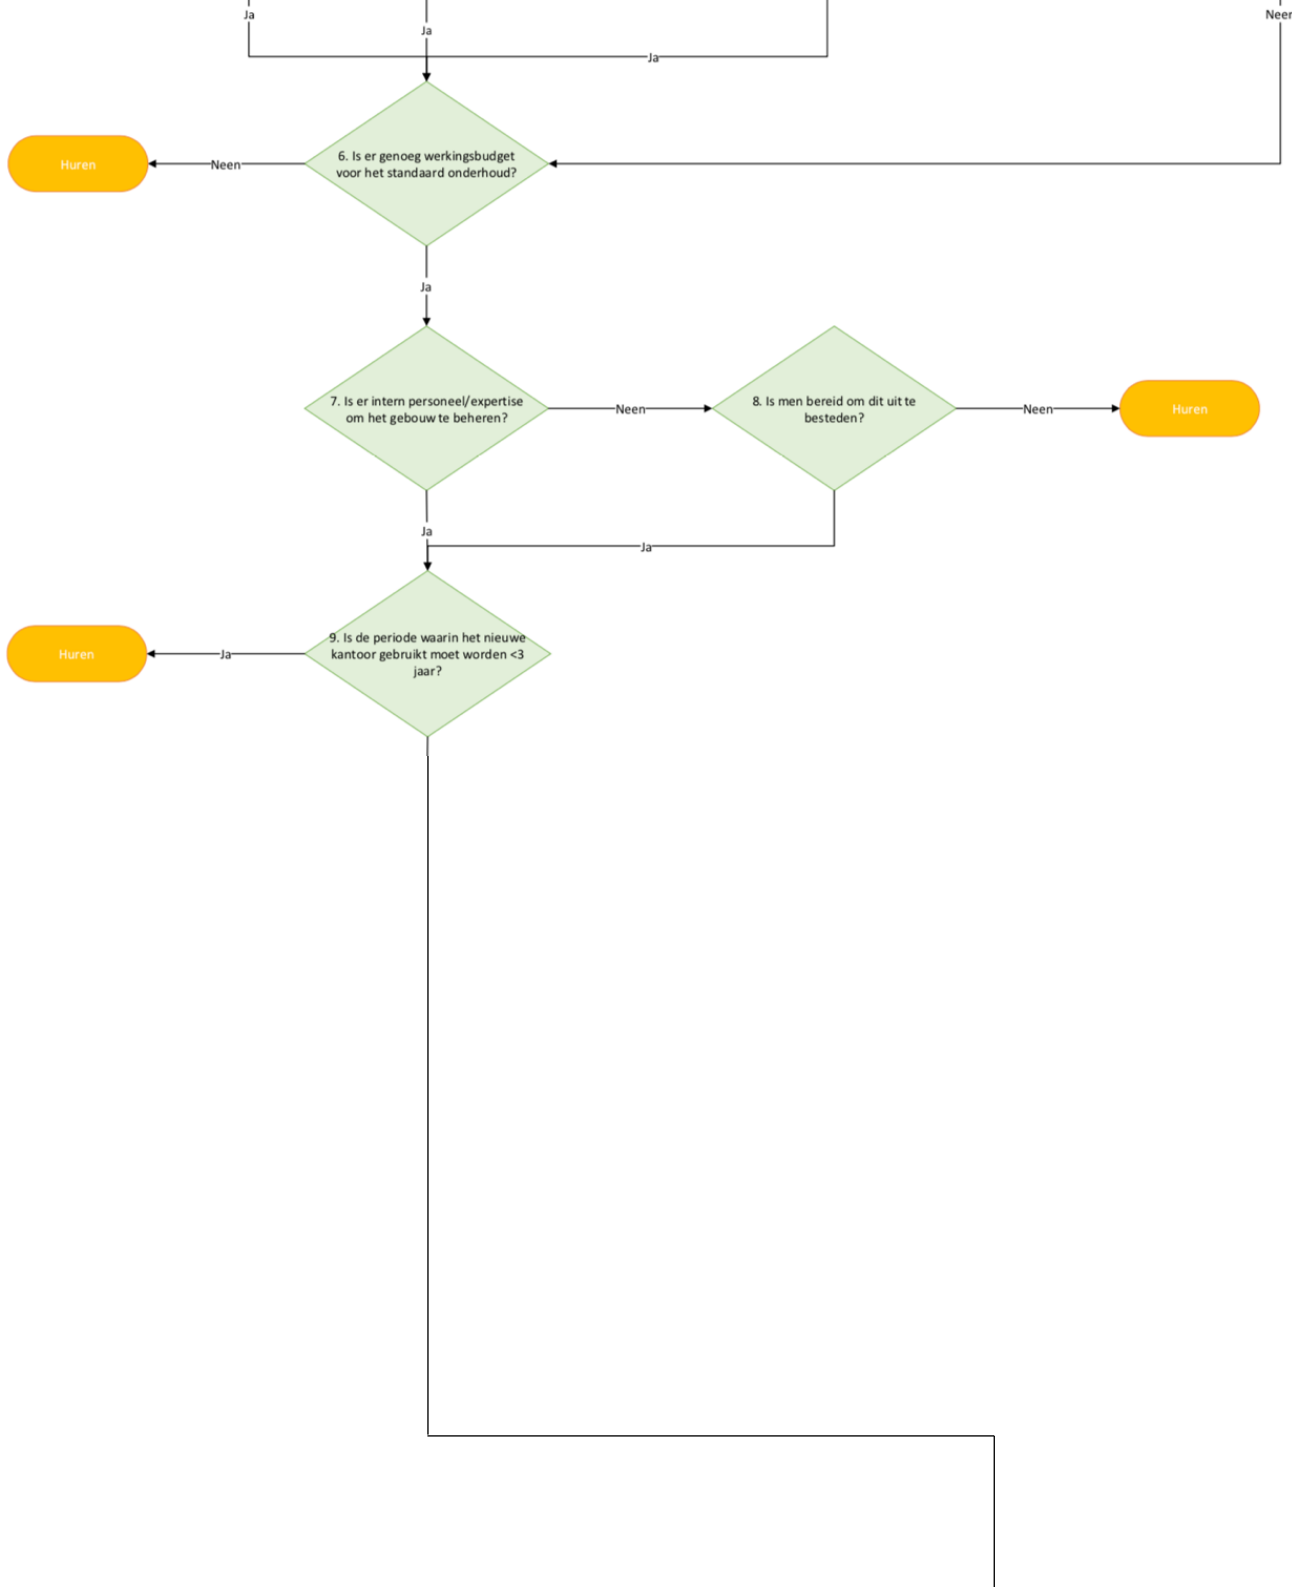 Ja
Neer
Ja
Ja
6. Is er genoeg werkingsbudget
voor het standaard onderhoud?
Huren
Neen
Ja
7. Is er intern personeel/expertise
om het gebouw te beheren?
Neen
8. Is men bereid om dit uit te
besteden?
Neen
Huren
Ja
Ja
9. Is de periode waarin het nieuwe
kantoor gebruikt moet worden <3
jaar?
Huren
Ja